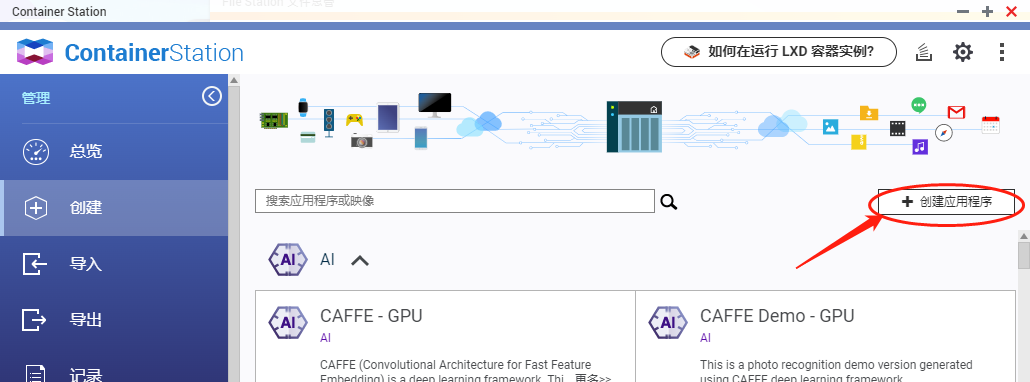 File Station 文件总管
Container Station
ContainerStation
如何在运行 LXD 容器实例?
管理
总览
创建
导入
导出
记录
搜索应用程序或映像
+ 创建应用程序
AI AI
AI CAFFE - GPU
AI
CAFFE (Convolutional Architecture for Fast Feature
Embedding) is a deep learning framework. Thi...更多>>
AI CAFFE Demo - GPU
AI
This is a photo recognition demo version generated
using CAFFE deep learning framework.